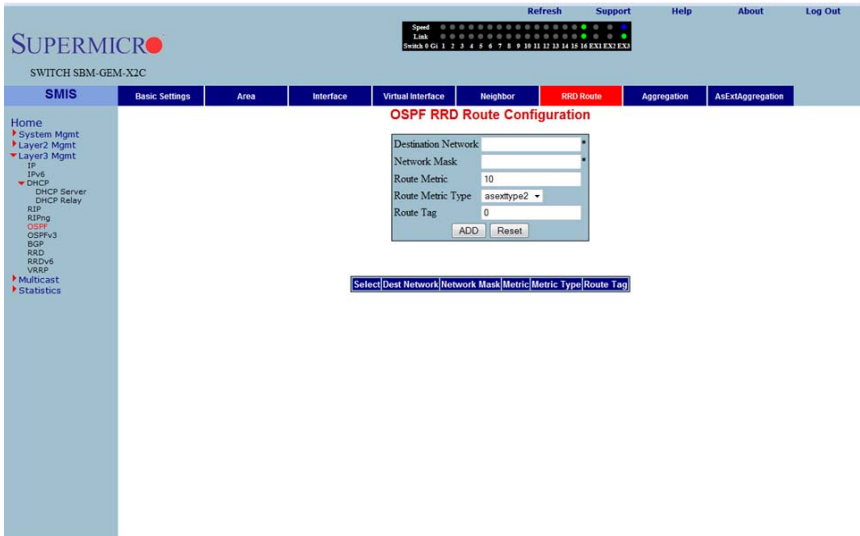 Refresh Support Help About Log Out
SUPERMICRO
Speed
Link
Switch 0 Gi 1 2 3 4 5 6 7 8 9 10 11 12 13 14 15 16 EX1 EX2 EX3
SWITCH SBM-GEM-X2C
SMIS Basic Settings Area Interface Virtual Interface Neighbor RRD Route Aggregation AsExtAggregation
OSPF RRD Route Configuration
Home
System Mgmt
Layer2 Mgmt
Layer3 Mgmt
IP
IPv6
DHCP
DHCP Server
DHCP Relay
RIP
RIPng
OSPF
OSPFv3
BGP
RRD
RRDv6
VRRP
Multicast
Statistics
Destination Network *
Network Mask *
Route Metric 10
Route Metric Type asexttype2
Route Tag 0
ADD Reset
Select Dest Network Network Mask Metric Metric Type Route Tag